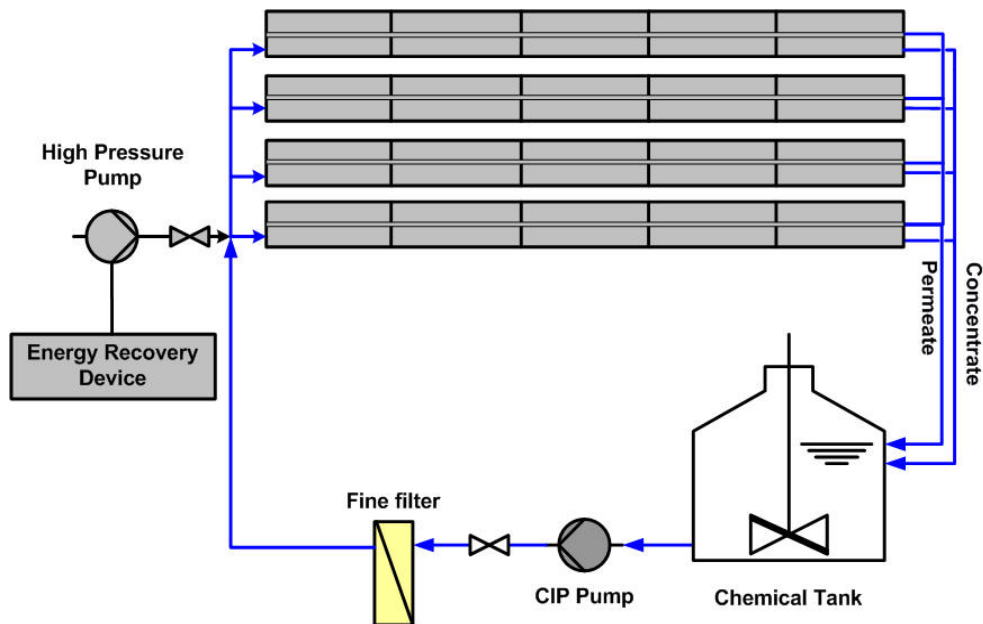 High Pressure
Pump
Energy Recovery
Device
Permeate
Concentrate
Fine filter
CIP Pump
Chemical Tank